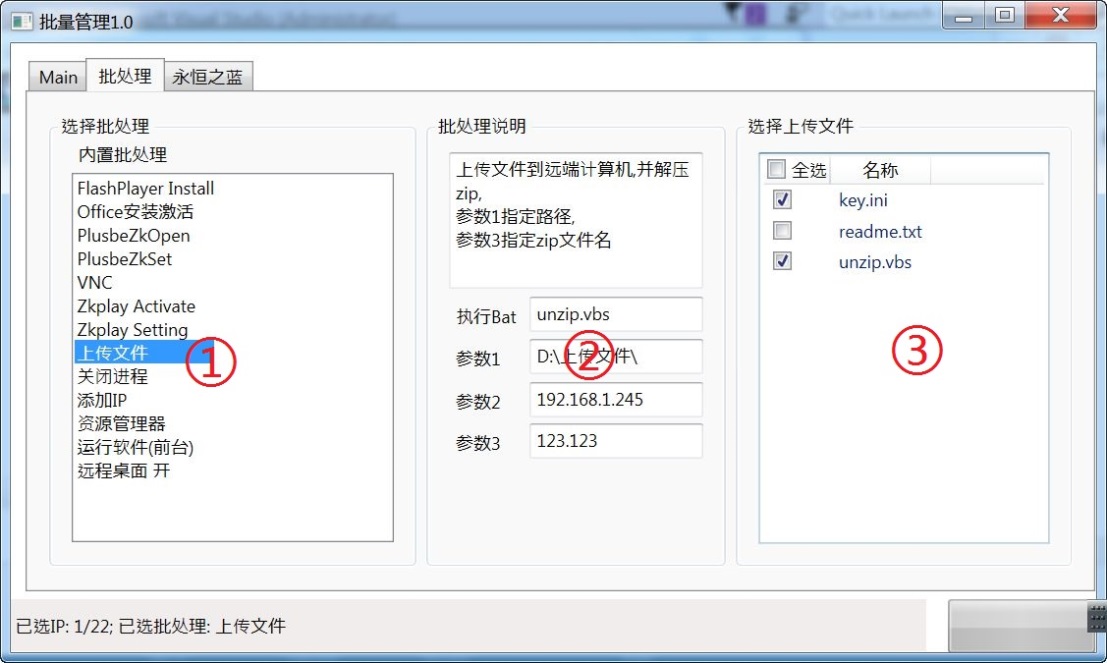 批量管理1.0
Quick Launch
Main
批处理
永恒之蓝
选择批处理
内置批处理
FlashPlayer Install
Office安装激活
PlusbeZkOpen
PlusbeZkSet
VNC
Zkplay Activate
Zkplay Setting
上传文件
关闭进程
添加IP
资源管理器
运行软件(前台)
远程桌面 开
①
批处理说明
上传文件到远端计算机,并解压
zip,
参数1指定路径,
参数3指定zip文件名
执行Bat unzip.vbs
参数1 D:\上传文件\
②
参数2 192.168.1.245
参数3 123.123
选择上传文件
全选 名称
key.ini
readme.txt
unzip.vbs
③
已选IP: 1/22; 已选批处理: 上传文件